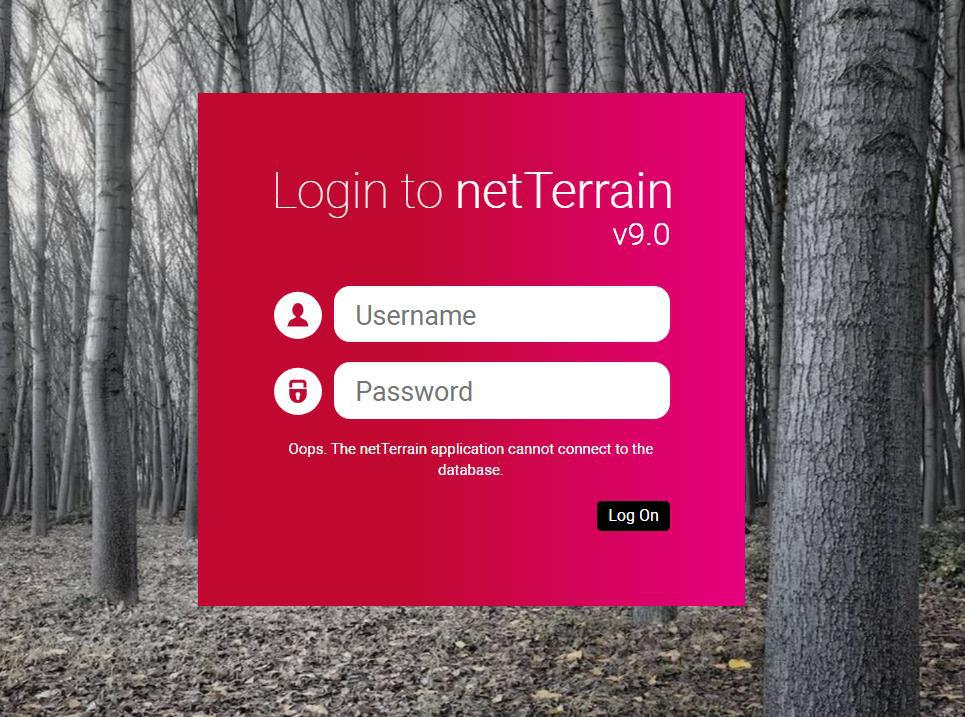 Login to netTerrain
v9.0
Username
Password
Oops. The netTerrain application cannot connect to the
database.
Log On